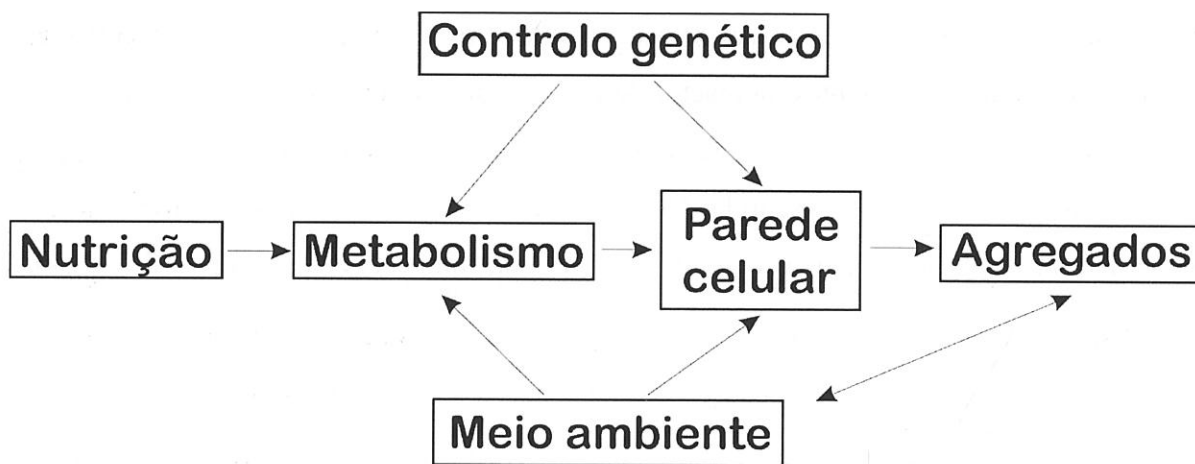 Controlo genético
Nutrição
Metabolismo
Parede
celular
Agregados
Meio ambiente